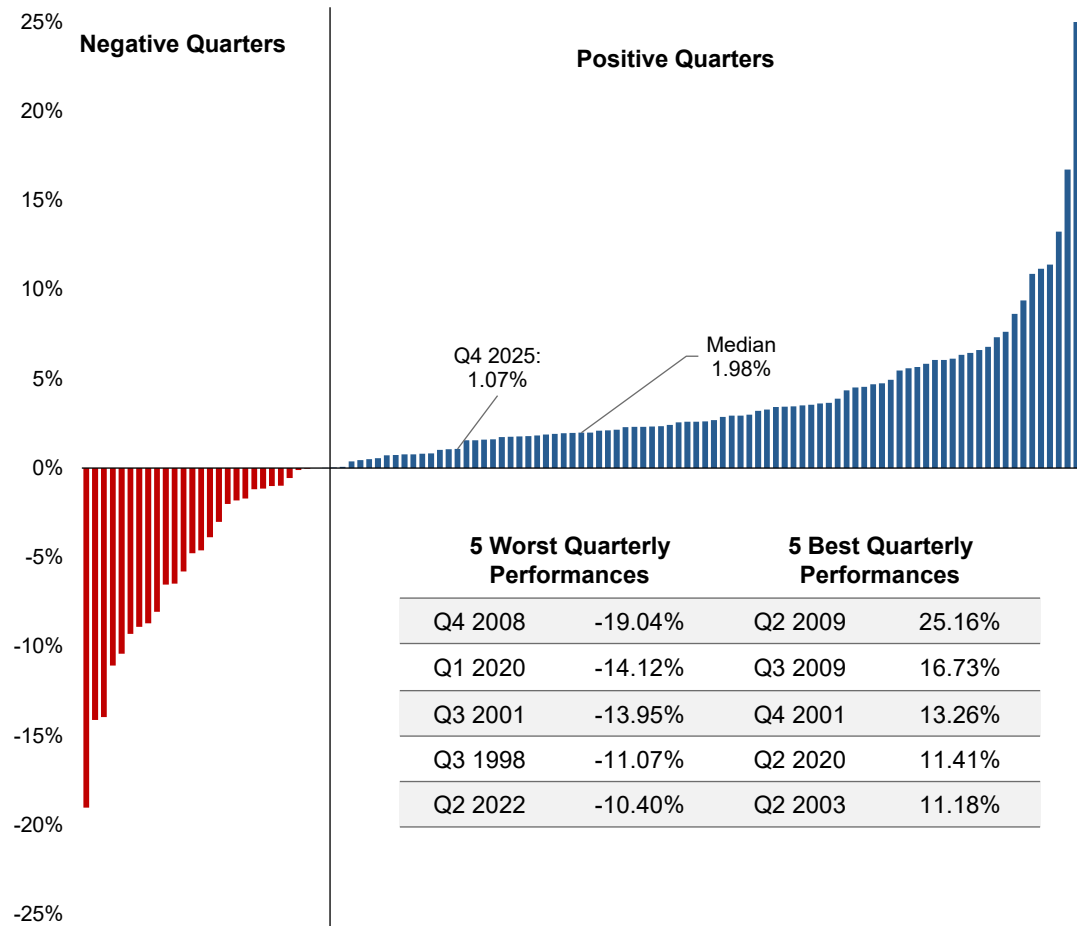 25%
Negative Quarters
Positive Quarters
20%
15%
10%
Q4 2025:
1.07%
Median
1.98%
5%
0%
-5%
-10%
-15%
-20%
-25%
5 Worst Quarterly
Performances
5 Best Quarterly
Performances
Q4 2008 -19.04% Q2 2009 25.16%
Q1 2020 -14.12% Q3 2009 16.73%
Q3 2001 -13.95% Q4 2001 13.26%
Q3 1998 -11.07% Q2 2020 11.41%
Q2 2022 -10.40% Q2 2003 11.18%